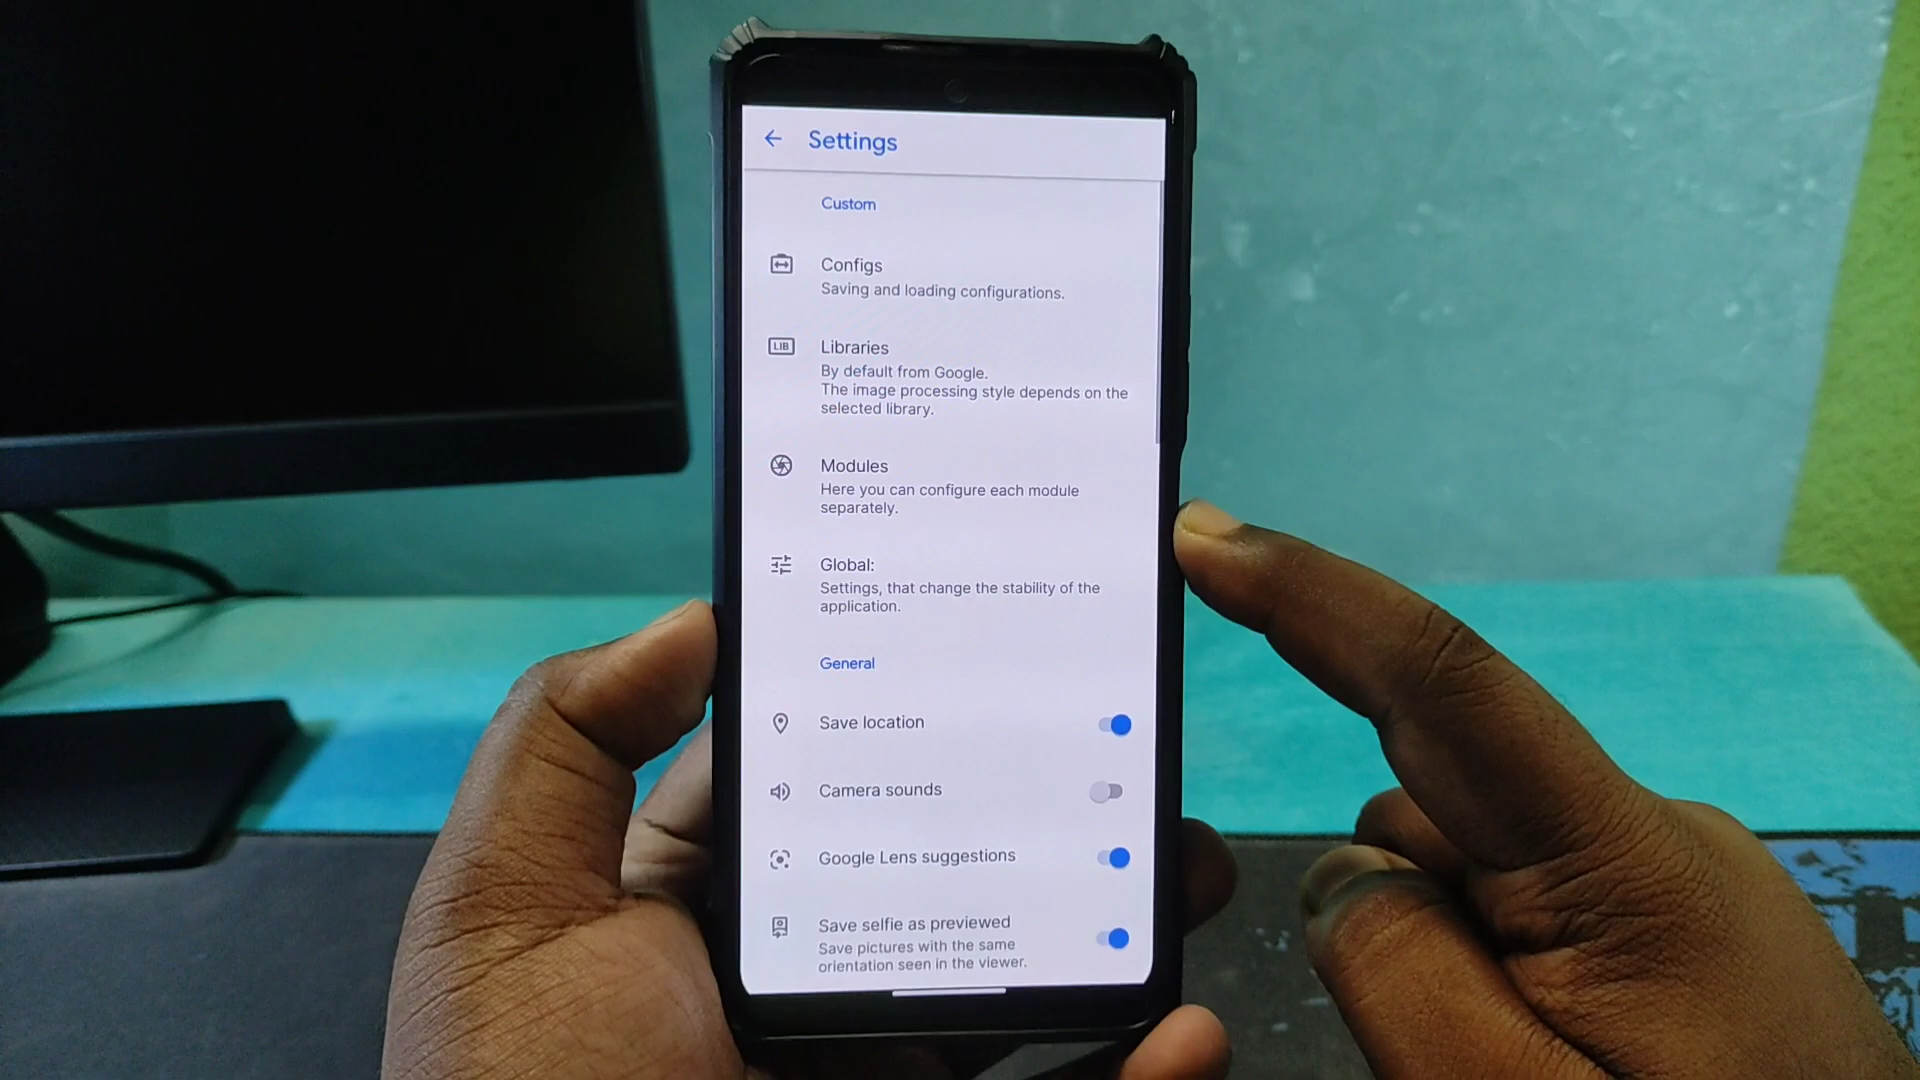 Settings
Custom
Configs
Saving and loading configurations.
LIB
Libraries
By default from Google.
The image processing style depends on the
selected library.
Modules
Here you can configure each module
separately.
Global:
Settings, that change the stability of the
application.
General
Save location
Camera sounds
Google Lens suggestions
Save selfie as previewed
Save pictures with the same
orientation seen in the viewer.